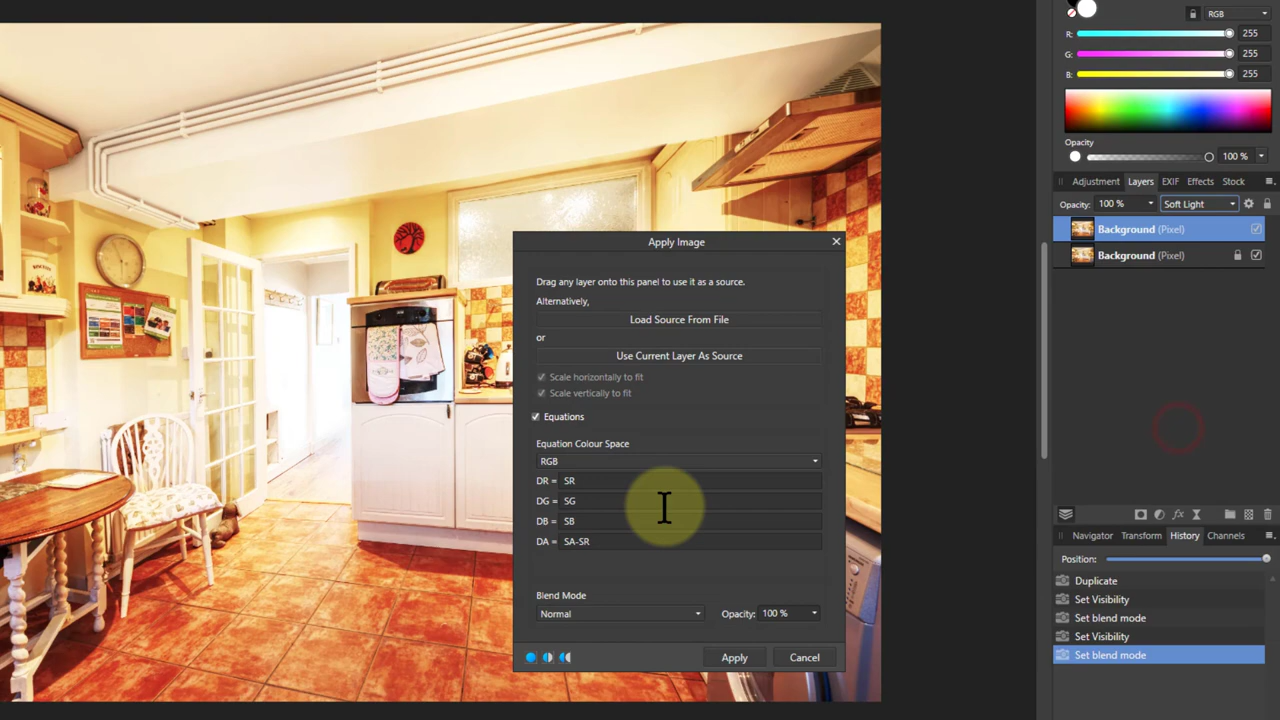 RGB
R: 255
G: 255
B: 255
Opacity
100 %
Adjustment Layers EXIF Effects Stock
Opacity: 100 % Soft Light
Background (Pixel)
Background (Pixel)
Apply Image
Drag any layer onto this panel to use it as a source.
Alternatively,
Load Source From File
or
Use Current Layer As Source
Scale horizontally to fit
Scale vertically to fit
Equations
Equation Colour Space
RGB
DR = SR
DG = SG
DB = SB
DA = SA-SR
Blend Mode
Normal
Opacity: 100 %
Apply Cancel
fx
Navigator Transform History Channels
Position:
Duplicate
Set Visibility
Set blend mode
Set Visibility
Set blend mode